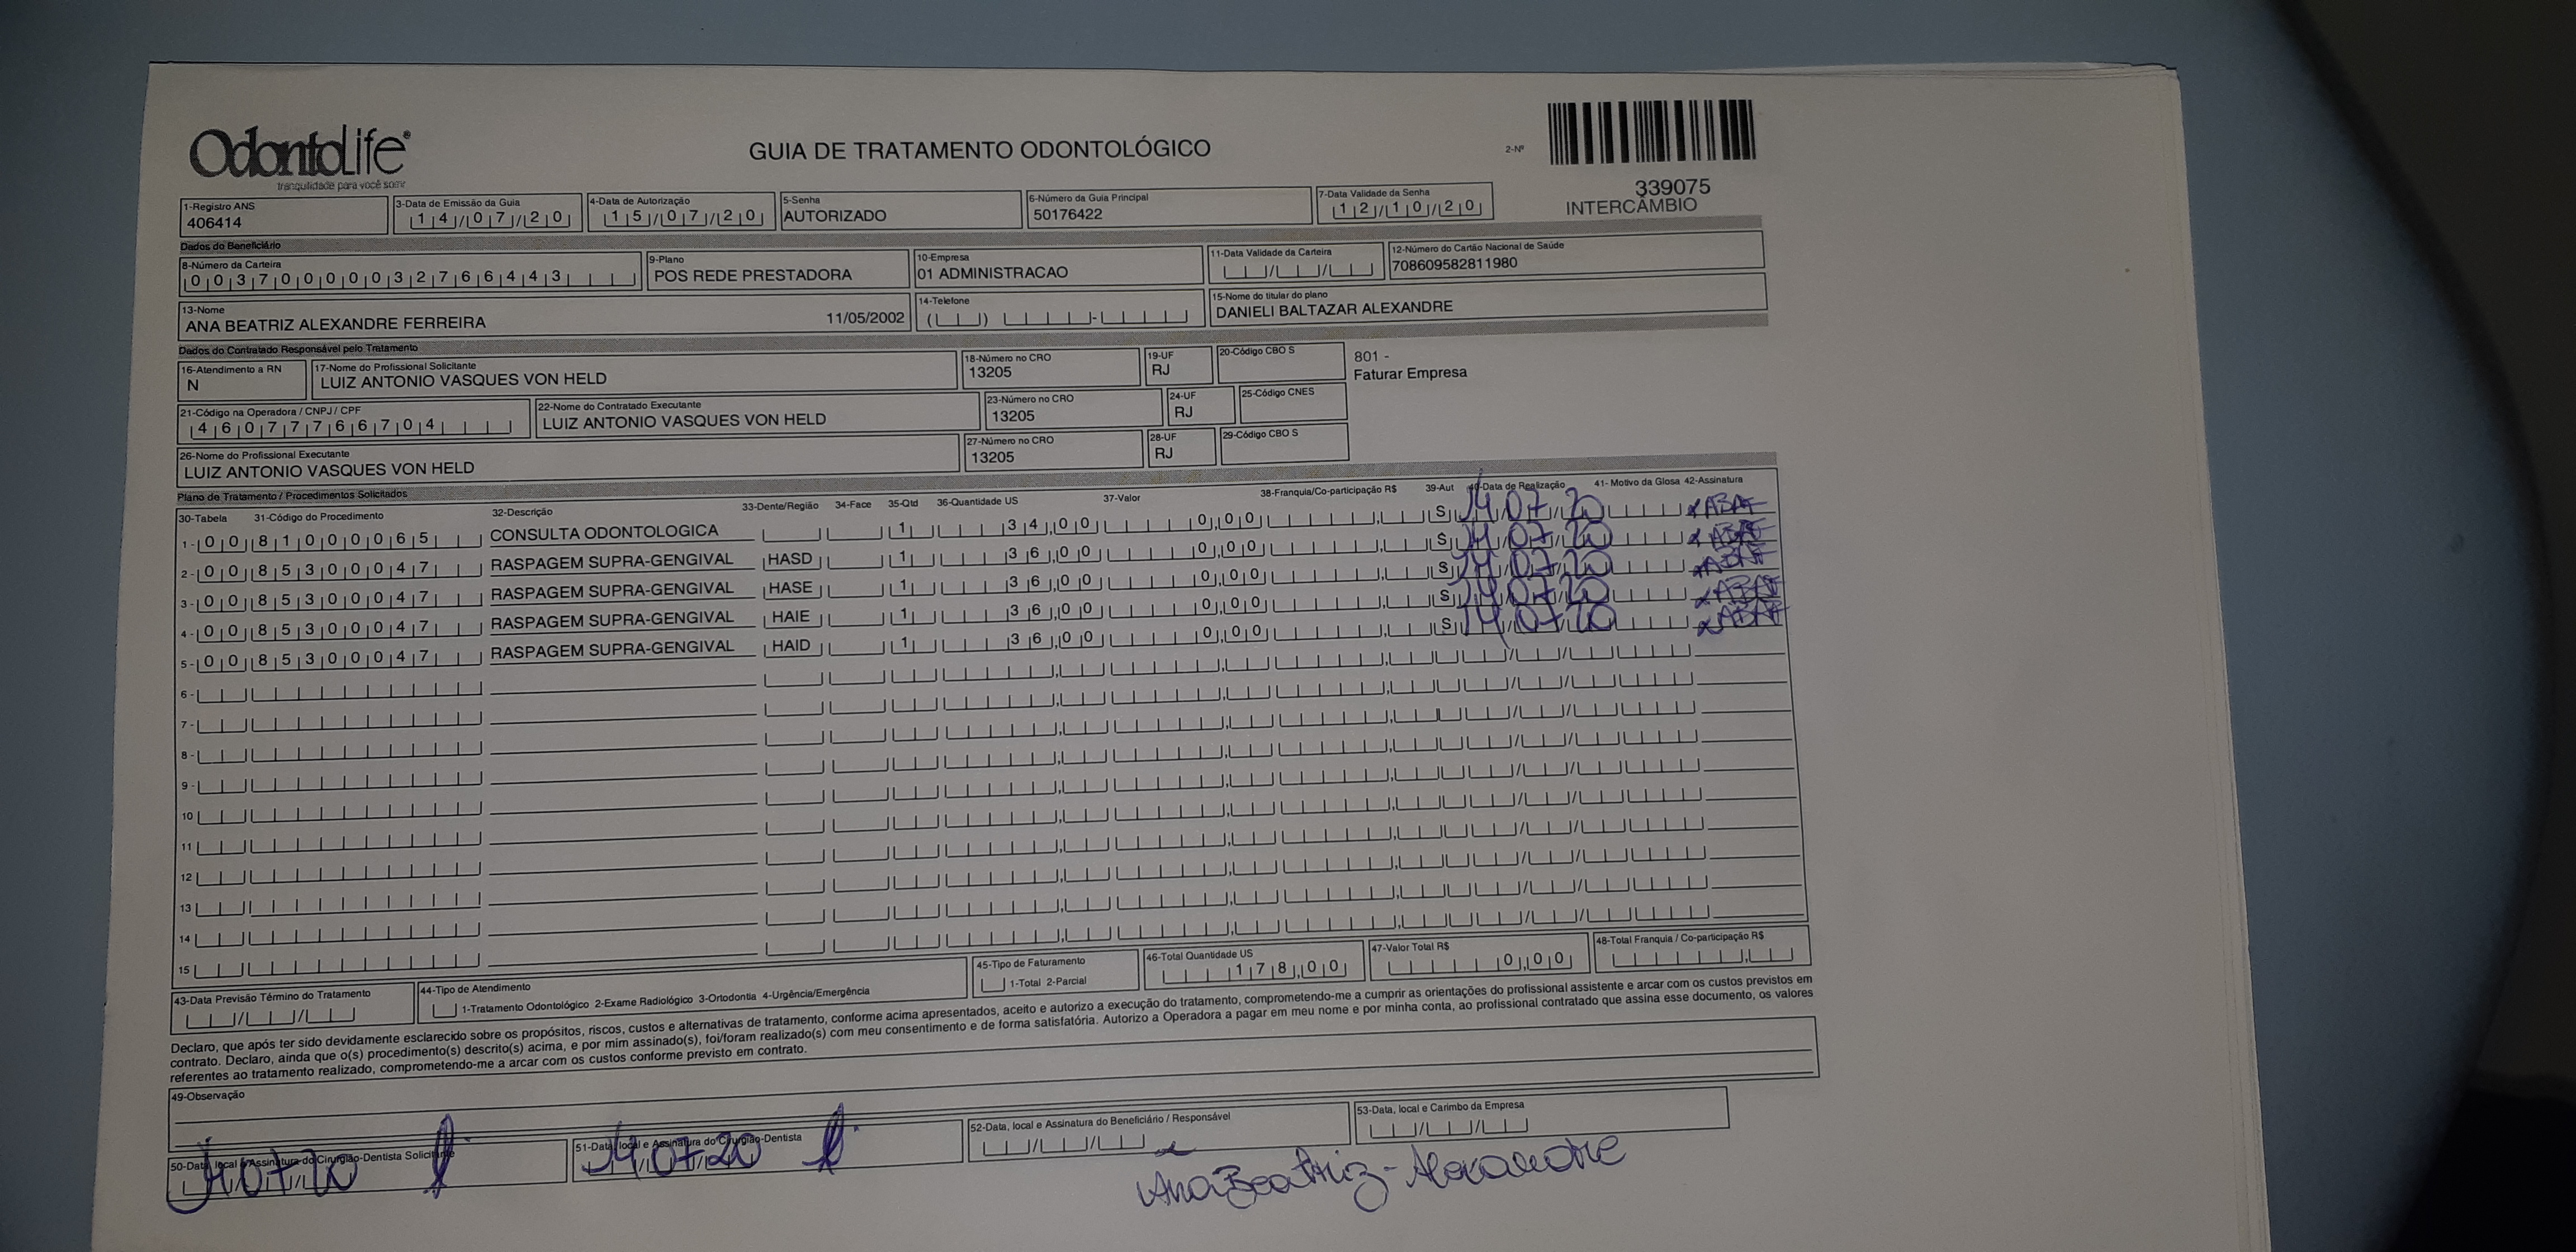 OdontoLife®
tranquilidade para você sorrir
GUIA DE TRATAMENTO ODONTOLÓGICO
2-Nº
339075
INTERCÂMBIO
1-Registro ANS
406414
3-Data de Emissão da Guia
14/07/20
4-Data de Autorização
15/07/20
5-Senha
AUTORIZADO
6-Número da Guia Principal
50176422
7-Data Validade da Senha
12/10/20
Dados do Beneficiário
8-Número da Carteira
00370000032766443
9-Plano
POS REDE PRESTADORA
10-Empresa
01 ADMINISTRACAO
11-Data Validade da Carteira
12-Número do Cartão Nacional de Saúde
708609582811980
13-Nome
ANA BEATRIZ ALEXANDRE FERREIRA 11/05/2002
14-Telefone
15-Nome do titular do plano
DANIELI BALTAZAR ALEXANDRE
Dados do Contratado Responsável pelo Tratamento
16-Atendimento a RN
N
17-Nome do Profissional Solicitante
LUIZ ANTONIO VASQUES VON HELD
18-Número no CRO
13205
19-UF
RJ
20-Código CBO S
801 -
Faturar Empresa
21-Código na Operadora / CNPJ / CPF
46077766704
22-Nome do Contratado Executante
LUIZ ANTONIO VASQUES VON HELD
23-Número no CRO
13205
24-UF
RJ
25-Código CNES
26-Nome do Profissional Executante
LUIZ ANTONIO VASQUES VON HELD
27-Número no CRO
13205
28-UF
RJ
29-Código CBO S
Plano de Tratamento / Procedimentos Solicitados
30-Tabela 31-Código do Procedimento 32-Descrição 33-Dente/Região 34-Face 35-Qtd 36-Quantidade US 37-Valor 38-Franquia/Co-participação R$ 39-Aut 40-Data de Realização 41- Motivo da Glosa 42-Assinatura
1- 00 81000065 CONSULTA ODONTOLOGICA 1 34,00 0,00 S 14/07/20 ABAF
2- 00 85300047 RASPAGEM SUPRA-GENGIVAL HASD 1 36,00 0,00 S 14/07/20 ABAF
3- 00 85300047 RASPAGEM SUPRA-GENGIVAL HASE 1 36,00 0,00 S 14/07/20 ABAF
4- 00 85300047 RASPAGEM SUPRA-GENGIVAL HAIE 1 36,00 0,00 S 14/07/20 ABAF
5- 00 85300047 RASPAGEM SUPRA-GENGIVAL HAID 1 36,00 0,00 S 14/07/20 ABAF
6-
7-
8-
9-
10
11
12
13
14
15
43-Data Previsão Término do Tratamento
44-Tipo de Atendimento
1-Tratamento Odontológico 2-Exame Radiológico 3-Ortodontia 4-Urgência/Emergência
45-Tipo de Faturamento
1-Total 2-Parcial
46-Total Quantidade US
178,00
47-Valor Total R$
0,00
48-Total Franquia / Co-participação R$
Declaro, que após ter sido devidamente esclarecido sobre os propósitos, riscos, custos e alternativas de tratamento, conforme acima apresentados, aceito e autorizo a execução do tratamento, comprometendo-me a cumprir as orientações do profissional assistente e arcar com os custos previstos em
contrato. Declaro, ainda que o(s) procedimento(s) descrito(s) acima, e por mim assinado(s), foi/foram realizado(s) com meu consentimento e de forma satisfatória. Autorizo a Operadora a pagar em meu nome e por minha conta, ao profissional contratado que assina esse documento, os valores
referentes ao tratamento realizado, comprometendo-me a arcar com os custos conforme previsto em contrato.
49-Observação
50-Data, local e Assinatura do Cirurgião-Dentista Solicitante
14/07/20
51-Data, local e Assinatura do Cirurgião-Dentista
14/07/20
52-Data, local e Assinatura do Beneficiário / Responsável
53-Data, local e Carimbo da Empresa
Ana Beatriz - Alexandre